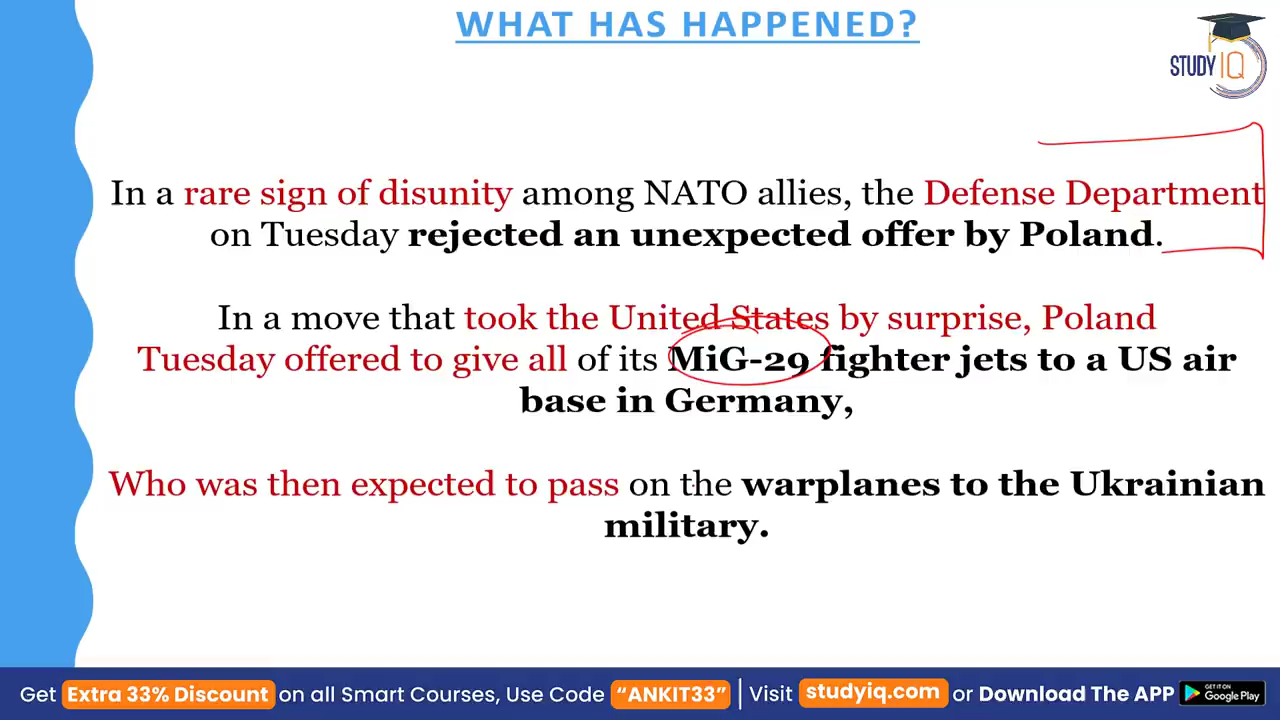 WHAT HAS HAPPENED?
STUDY IQ
In a rare sign of disunity among NATO allies, the Defense Department
on Tuesday rejected an unexpected offer by Poland.
In a move that took the United States by surprise, Poland
Tuesday offered to give all of its MiG-29 fighter jets to a US air
base in Germany,
Who was then expected to pass on the warplanes to the Ukrainian
military.
Get Extra 33% Discount on all Smart Courses, Use Code “ANKIT33” Visit studyiq.com or Download The APP GET IT ON Google Play